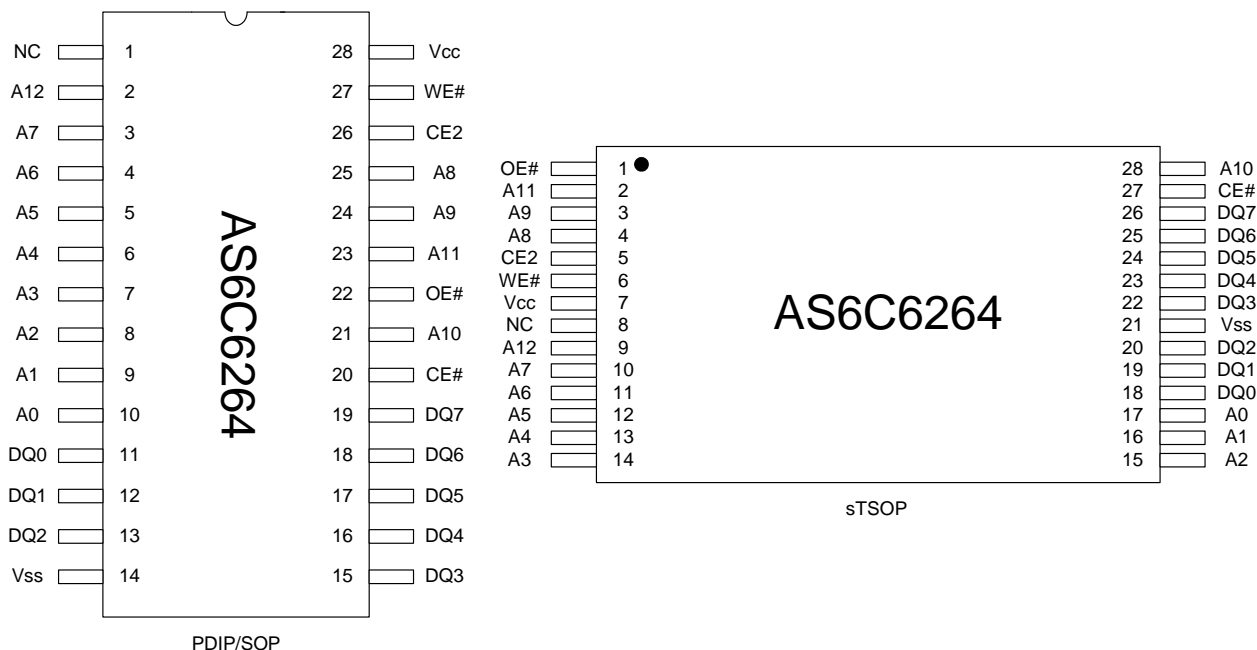 NC 1 28 Vcc
A12 2 27 WE#
A7 3 26 CE2
A6 4 25 A8
A5 5 24 A9
A4 6 23 A11
A3 7 22 OE#
A2 8 21 A10
A1 9 20 CE#
A0 10 19 DQ7
DQ0 11 18 DQ6
DQ1 12 17 DQ5
DQ2 13 16 DQ4
Vss 14 15 DQ3
AS6C6264
PDIP/SOP
OE# 1 28 A10
A11 2 27 CE#
A9 3 26 DQ7
A8 4 25 DQ6
CE2 5 24 DQ5
WE# 6 23 DQ4
Vcc 7 22 DQ3
NC 8 21 Vss
A12 9 20 DQ2
A7 10 19 DQ1
A6 11 18 DQ0
A5 12 17 A0
A4 13 16 A1
A3 14 15 A2
AS6C6264
sTSOP